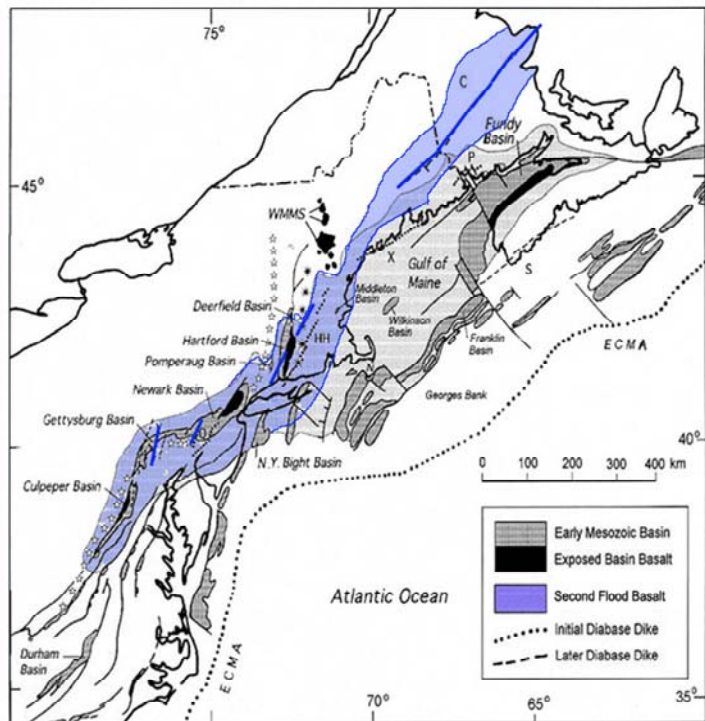 75°
C
Fundy
Basin
P
45°
WMMS
X
Gulf of
Maine
S
Middleton
Basin
Deerfield Basin
Wilkinson
Basin
Hartford Basin
HH
Franklin
Basin
ECMA
Pomperaug Basin
Newark Basin
Georges Bank
Gettysburg Basin
40°
N.Y. Bight Basin
Culpeper Basin
0 100 200 300 400 km
Early Mesozoic Basin
Exposed Basin Basalt
Second Flood Basalt
Atlantic Ocean
Initial Diabase Dike
Later Diabase Dike
Durham
Basin
ECMA
70°
65°
35°